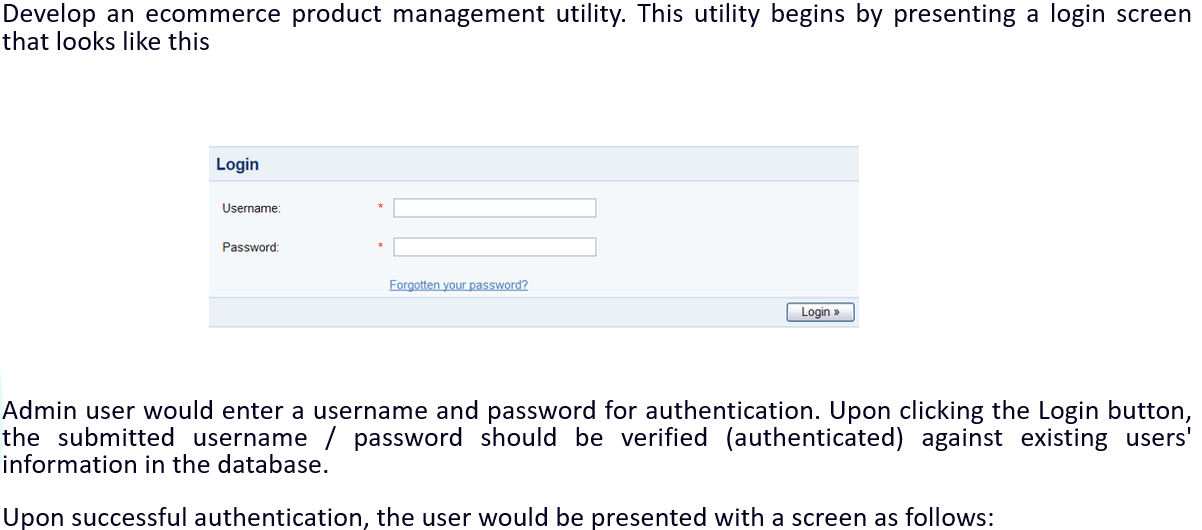 Develop an ecommerce product management utility. This utility begins by presenting a login screen
that looks like this
Login
Username: *
Password: *
Forgotten your password?
Login »
Admin user would enter a username and password for authentication. Upon clicking the Login button,
the submitted username / password should be verified (authenticated) against existing users'
information in the database.
Upon successful authentication, the user would be presented with a screen as follows: